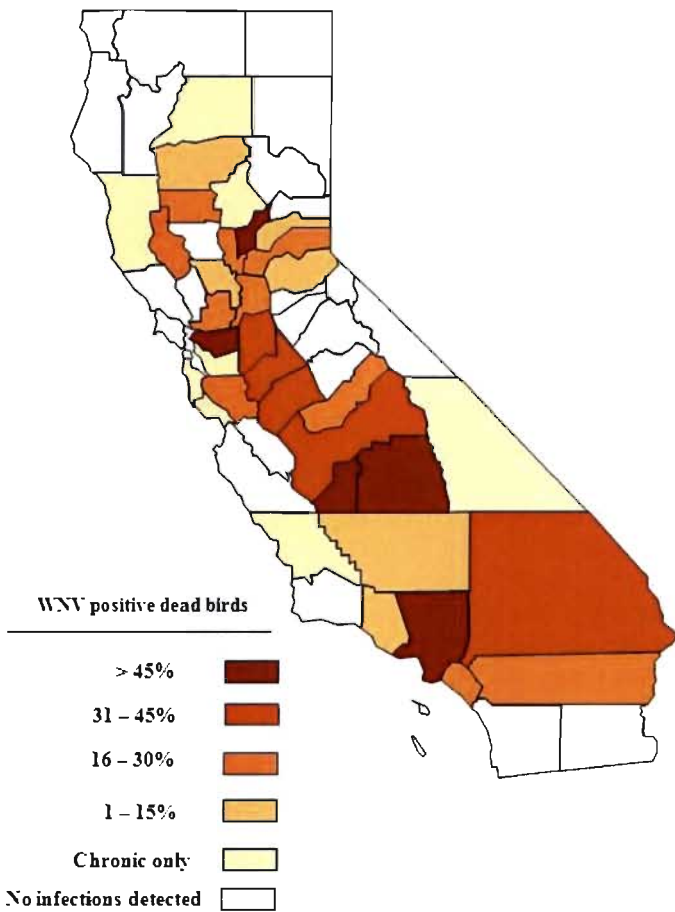 WNV positive dead birds
> 45%
31 – 45%
16 – 30%
1 – 15%
Chronic only
No infections detected